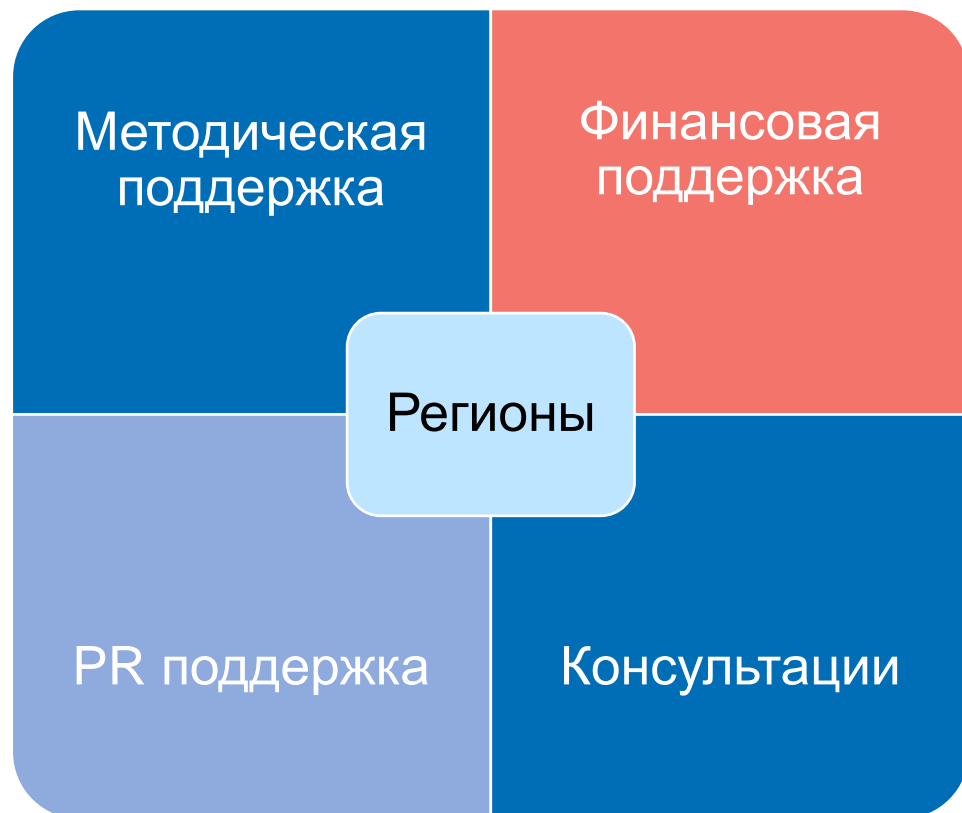 Методическая
поддержка
Финансовая
поддержка
Регионы
PR поддержка
Консультации